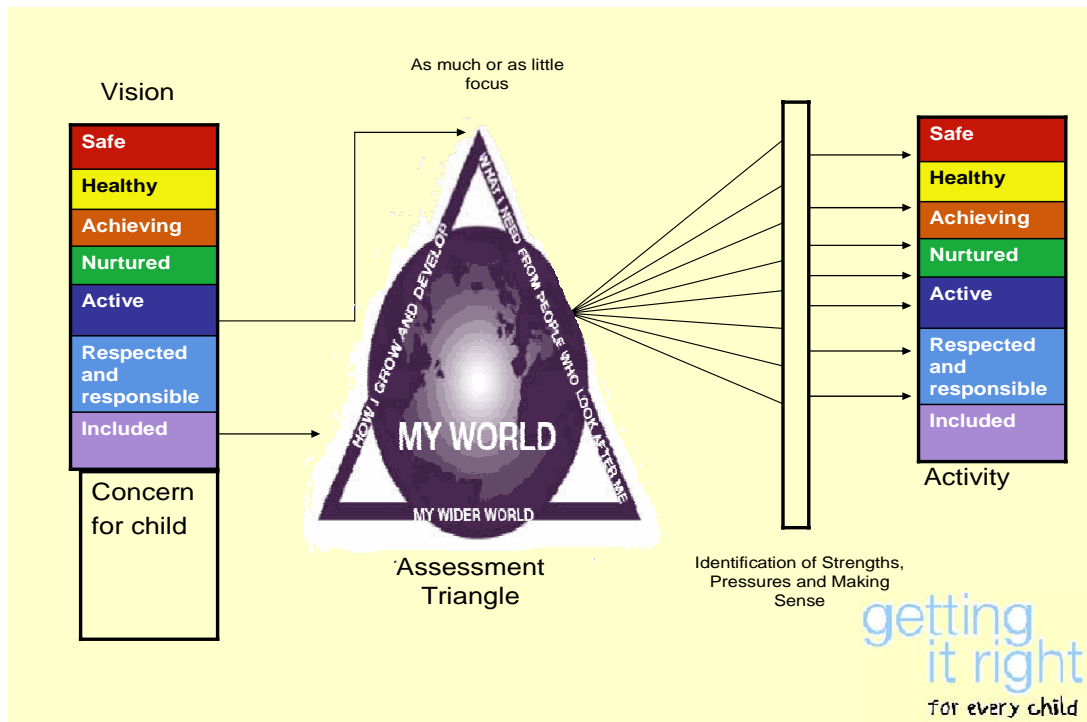 Vision
Safe
Healthy
Achieving
Nurtured
Active
Respected
and
responsible
Included
Concern
for child
As much or as little
focus
HOW I GROW AND DEVELOP
WHAT I NEED FROM PEOPLE WHO LOOK AFTER ME
MY WORLD
MY WIDER WORLD
Assessment
Triangle
Identification of Strengths,
Pressures and Making
Sense
Safe
Healthy
Achieving
Nurtured
Active
Respected
and
responsible
Included
Activity
getting
it right
for every child